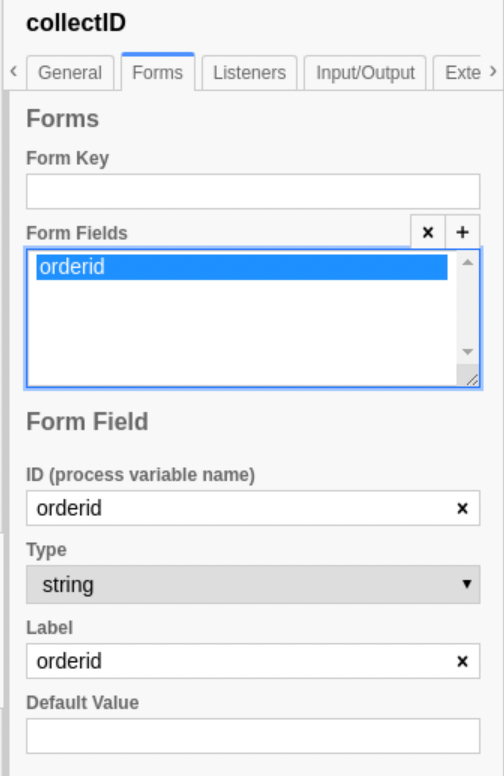 collectID
General Forms Listeners Input/Output Exte
Forms
Form Key
Form Fields
orderid
Form Field
ID (process variable name)
orderid
Type
string
Label
orderid
Default Value